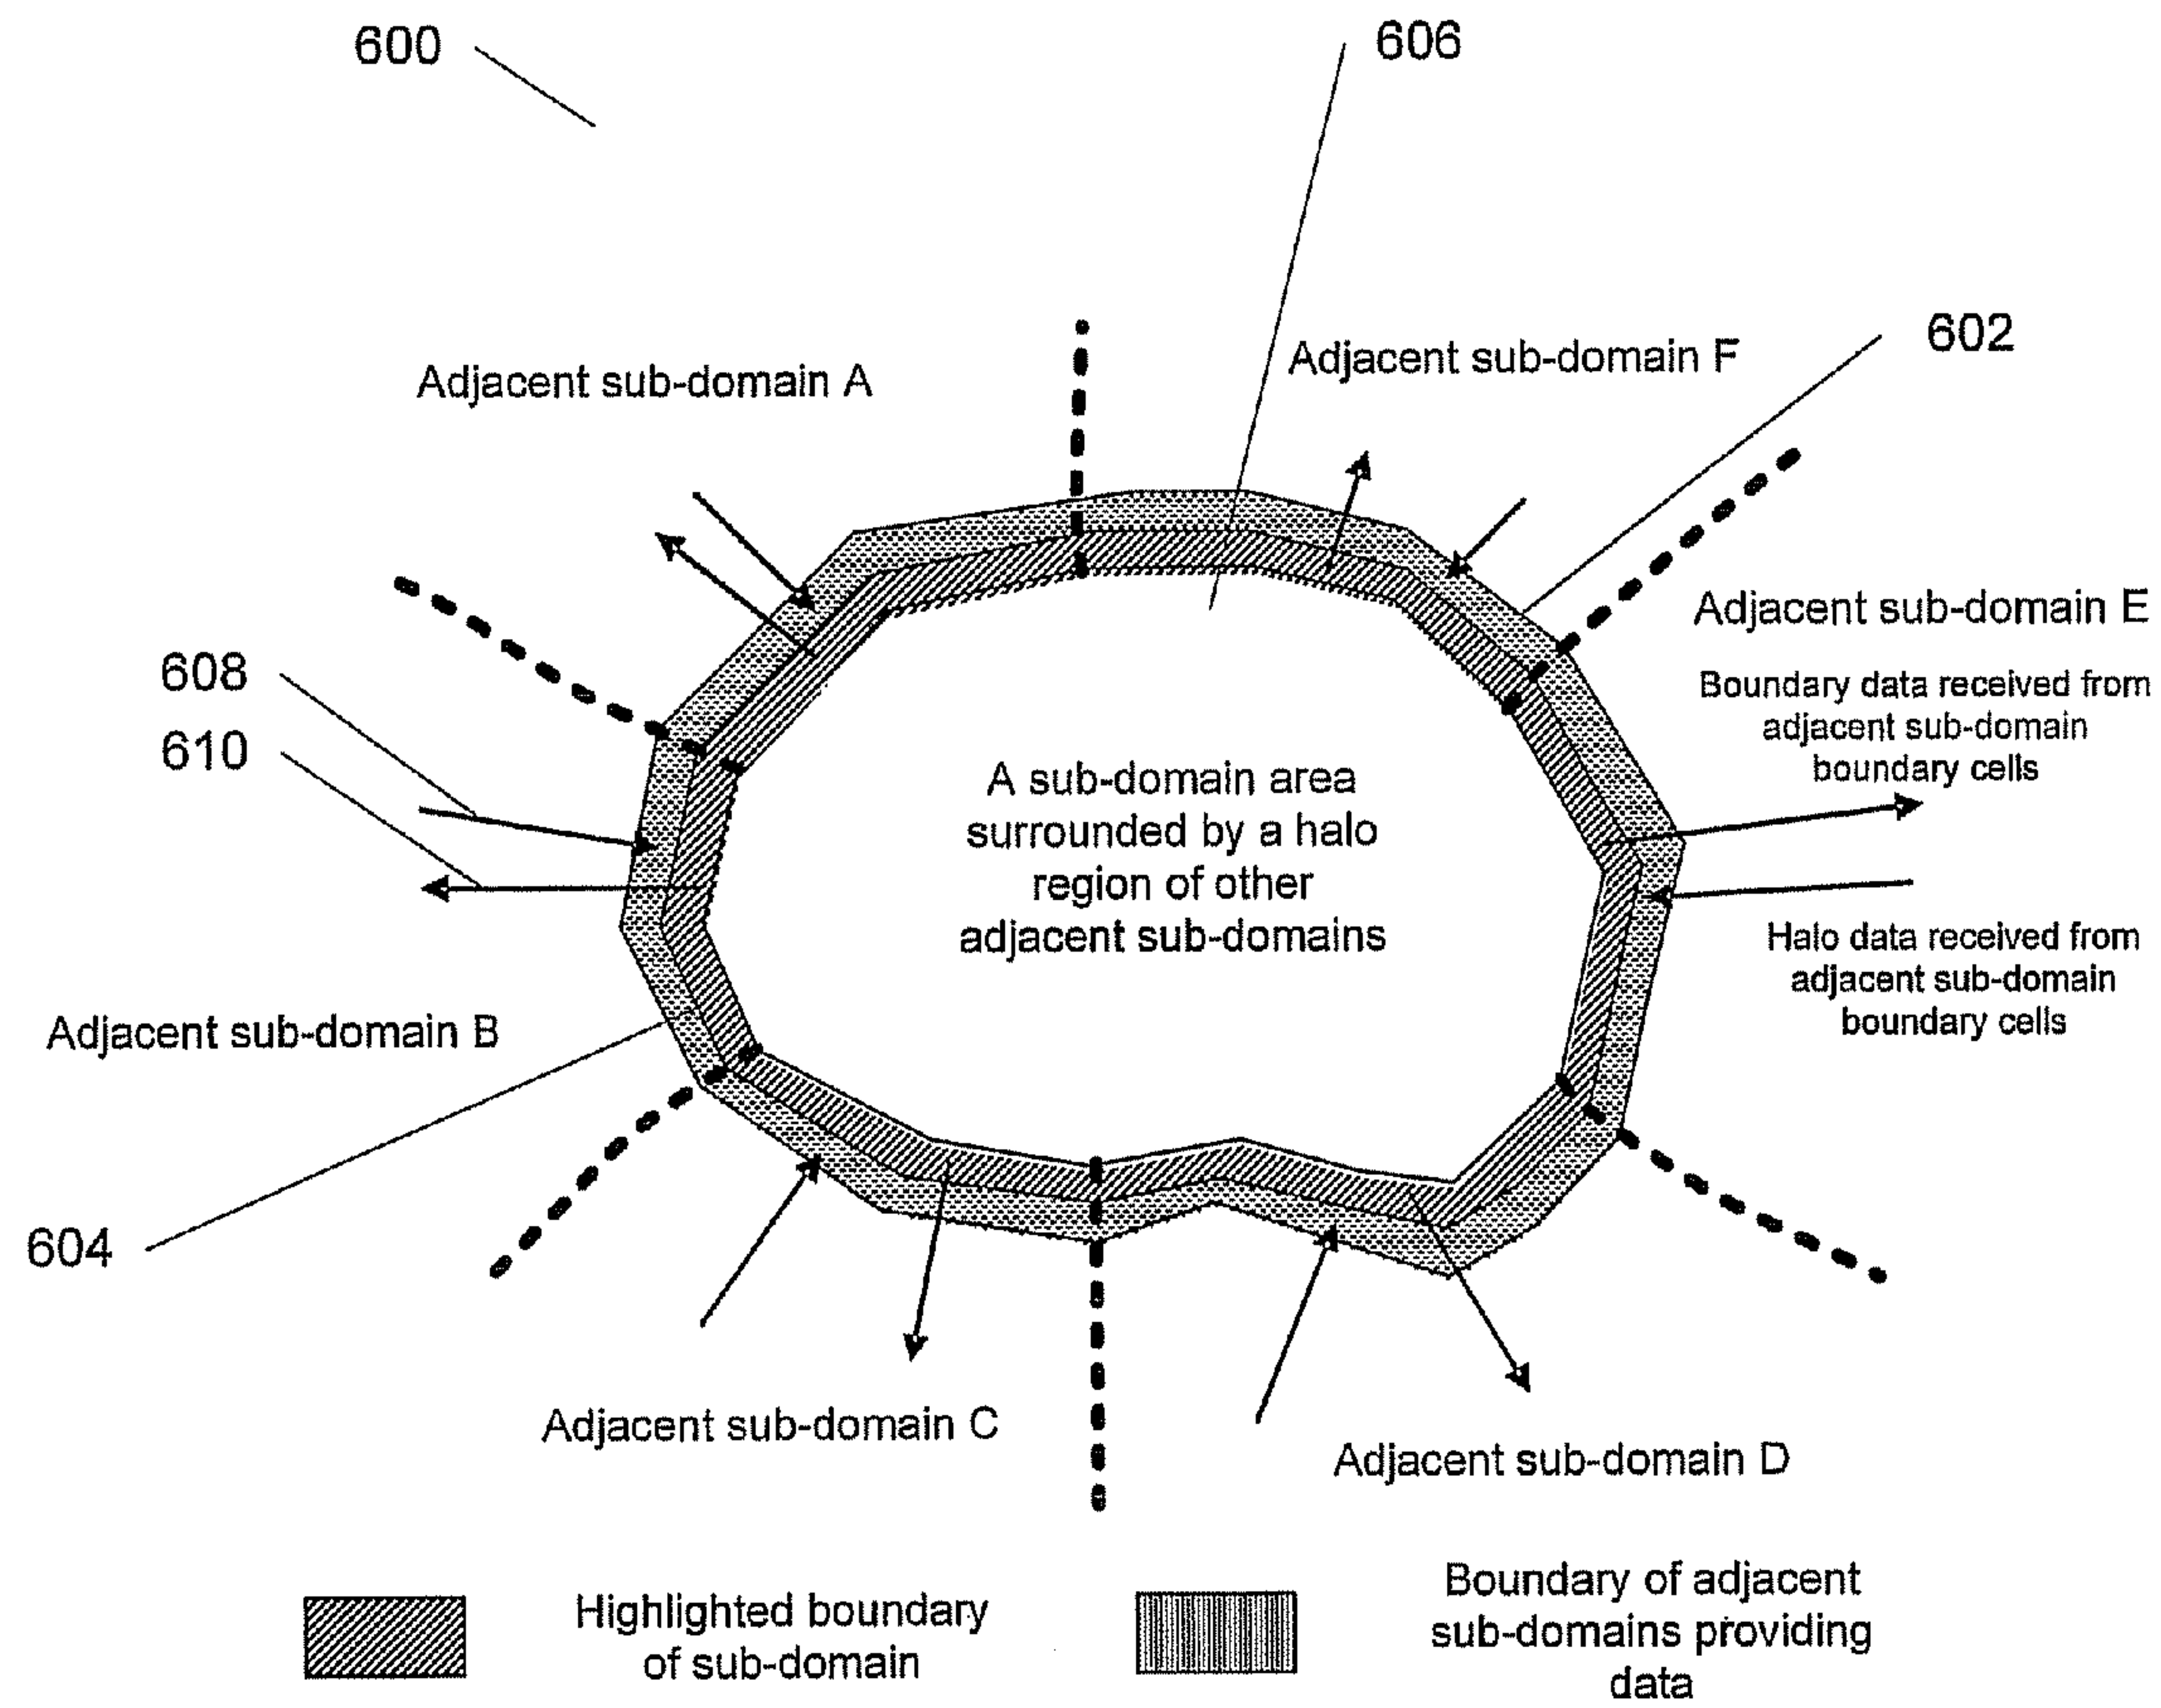 600
606
602
Adjacent sub-domain F
Adjacent sub-domain A
Adjacent sub-domain E
Boundary data received from
adjacent sub-domain
boundary cells
608
610
A sub-domain area
surrounded by a halo
region of other
adjacent sub-domains
Halo data received from
adjacent sub-domain
boundary cells
Adjacent sub-domain B
604
Adjacent sub-domain C
Adjacent sub-domain D
Highlighted boundary
of sub-domain
Boundary of adjacent
sub-domains providing
data